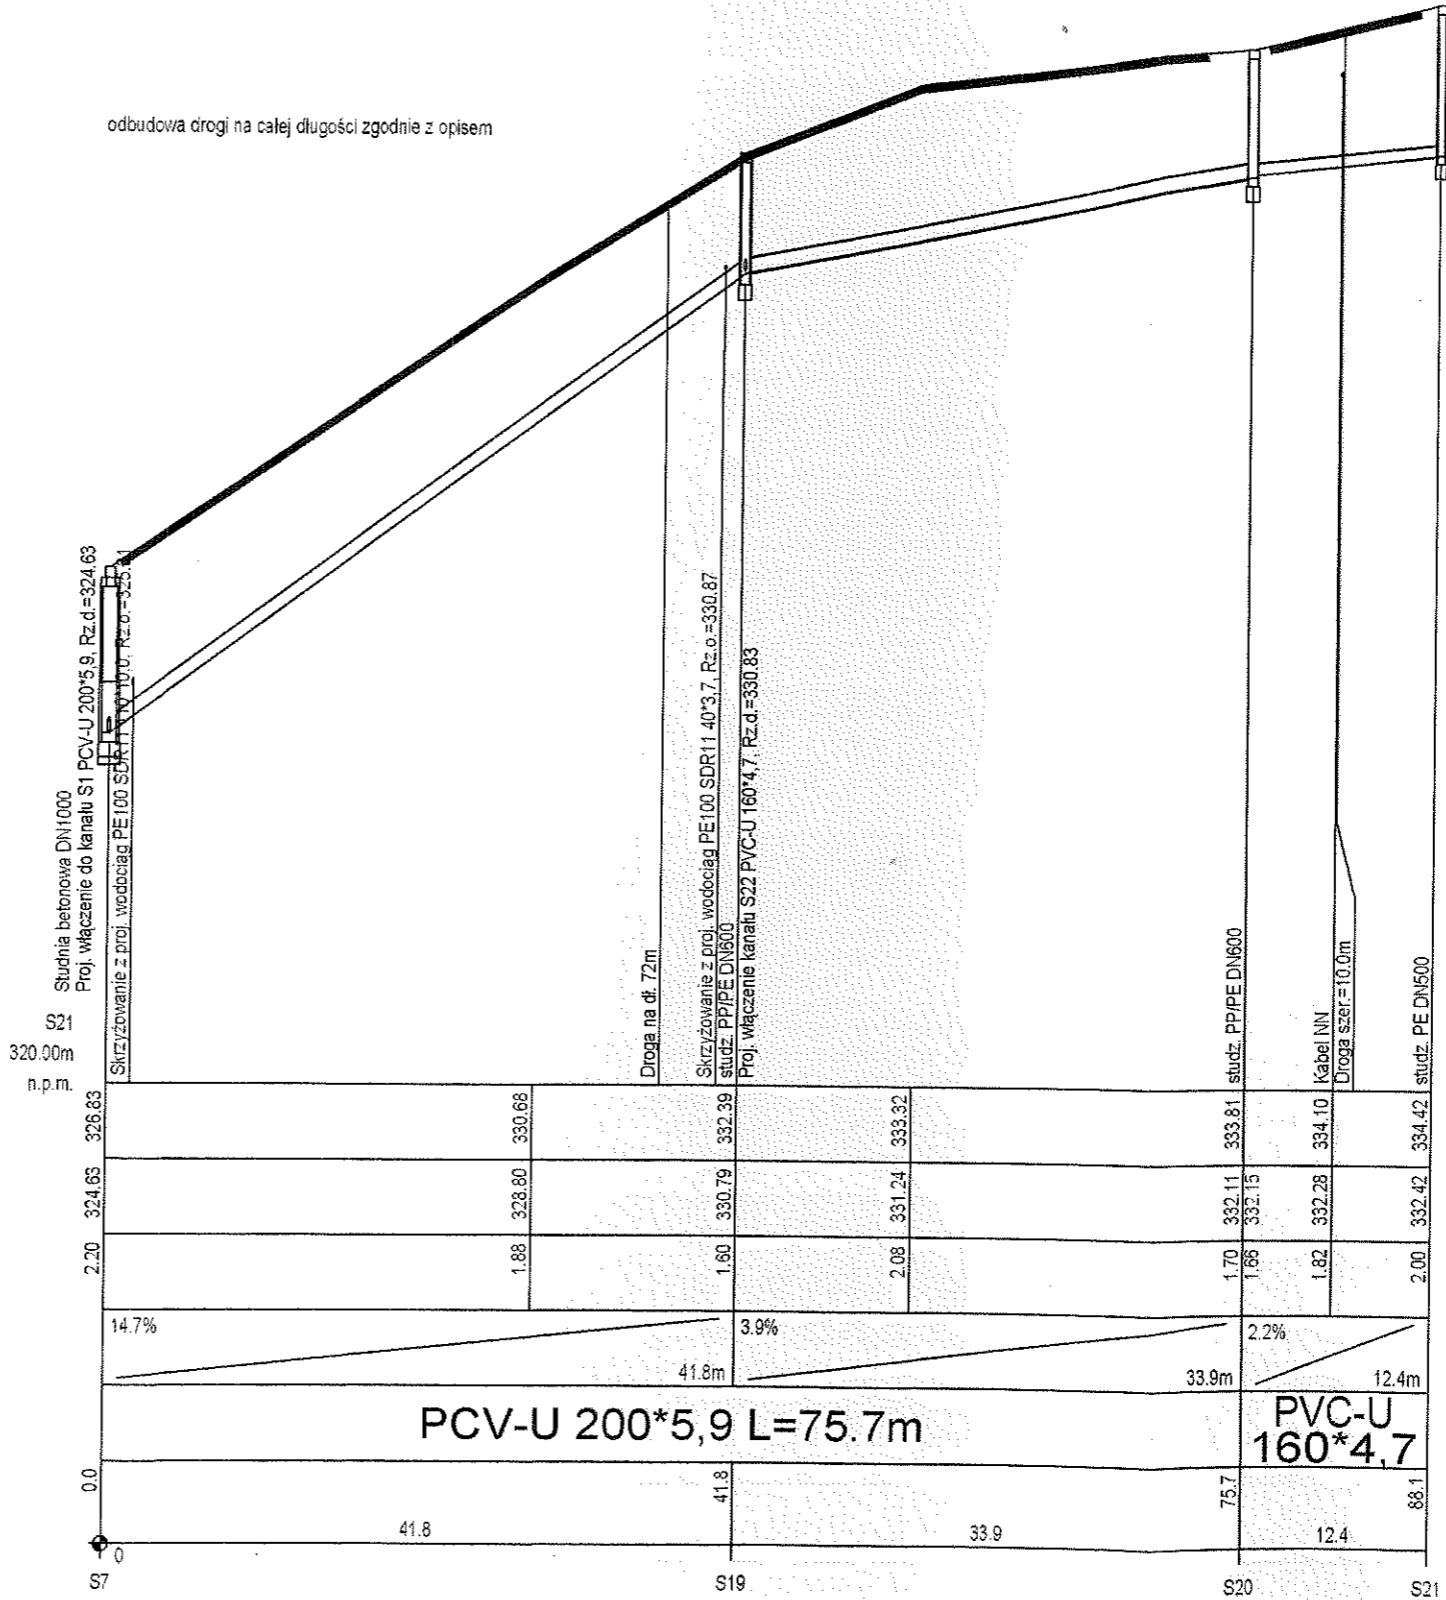 odbudowa drogi na całej długości zgodnie z opisem
Studnia betonowa DN1000
Proj. włączenie do kanału S1 PCV-U 200*5,9, Rz.d.=324.63
Skrzyżowanie z proj. wodociąg PE100 SDR11 110*10,0, Rz.o.=325.
Droga na dł. 72m
Skrzyżowanie z proj. wodociąg PE100 SDR11 40*3,7, Rz.o.=330.87
studz. PP/PE DN600
Proj. włączenie kanału S22 PVC-U 160*4,7, Rz.d.=330.83
studz. PP/PE DN600
Kabel NN
Droga szer.=10.0m
studz. PE DN500
S21
320.00m
n.p.m.
326.83 330.68 332.39 333.32 333.81 334.10 334.42
324.63 328.80 330.79 331.24 332.11 332.15 332.28 332.42
2.20 1.88 1.60 2.08 1.70 1.66 1.82 2.00
14.7% 3.9% 2.2%
41.8m 33.9m 12.4m
PCV-U 200*5,9 L=75.7m
PVC-U
160*4,7
0.0 41.8 75.7 88.1
41.8 33.9 12.4
0
S7 S19 S20 S21